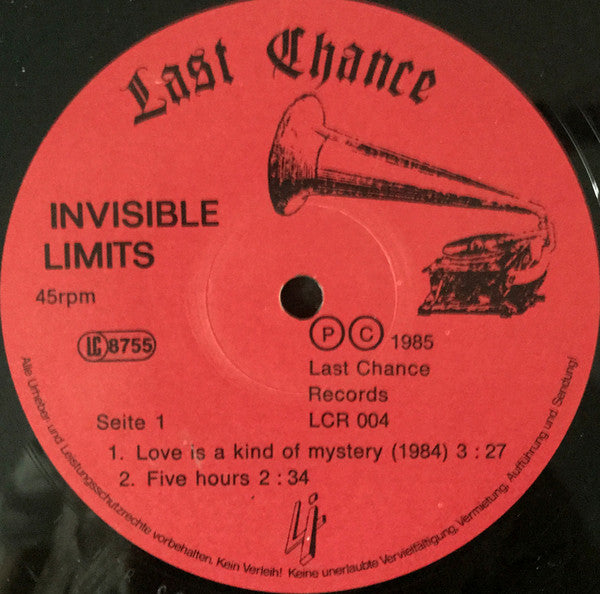 Last Chance
INVISIBLE
LIMITS
45rpm
LC 8755
Ⓟ Ⓒ 1985
Last Chance
Records
LCR 004
Seite 1
1. Love is a kind of mystery (1984) 3 : 27
2. Five hours 2 : 34
Alle Urheber und Leistungsschutzrechte vorbehalten. Kein Verleih! Keine unerlaubte Vervielfältigung, Vermietung, Aufführung und Sendung!